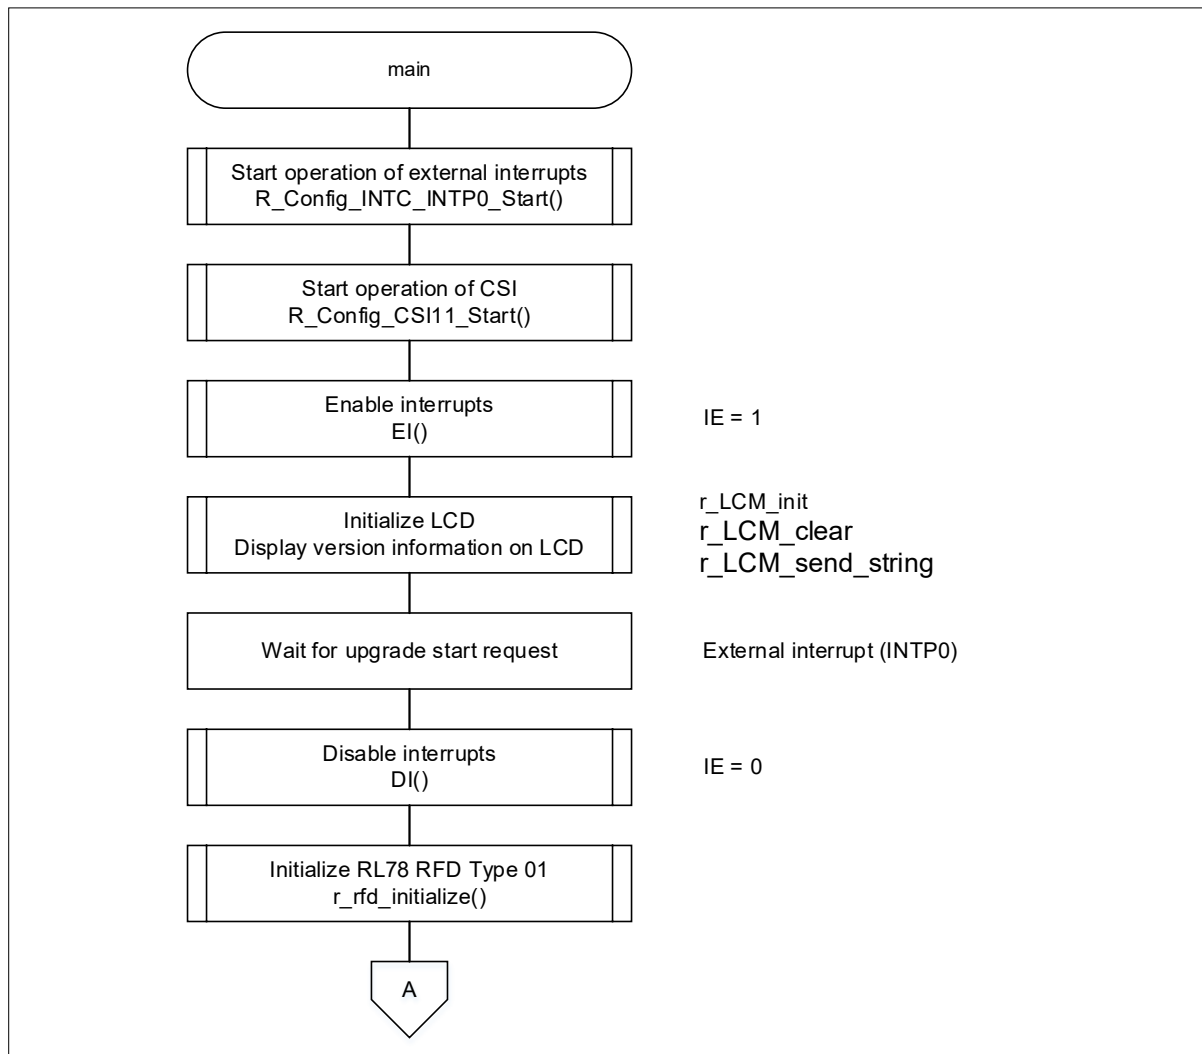 main
Start operation of external interrupts
R_Config_INTC_INTP0_Start()
Start operation of CSI
R_Config_CSI11_Start()
Enable interrupts
EI()
IE = 1
Initialize LCD
Display version information on LCD
r_LCM_init
r_LCM_clear
r_LCM_send_string
Wait for upgrade start request
External interrupt (INTP0)
Disable interrupts
DI()
IE = 0
Initialize RL78 RFD Type 01
r_rfd_initialize()
A